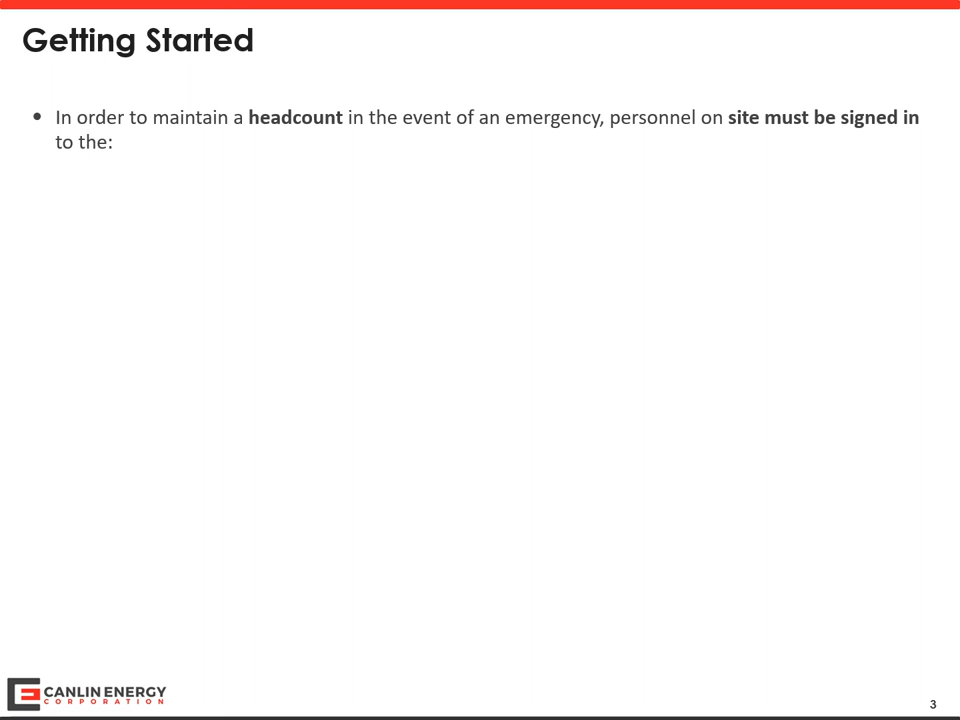 Getting Started
• In order to maintain a headcount in the event of an emergency, personnel on site must be signed in
to the:
CANLIN ENERGY
CORPORATION
3